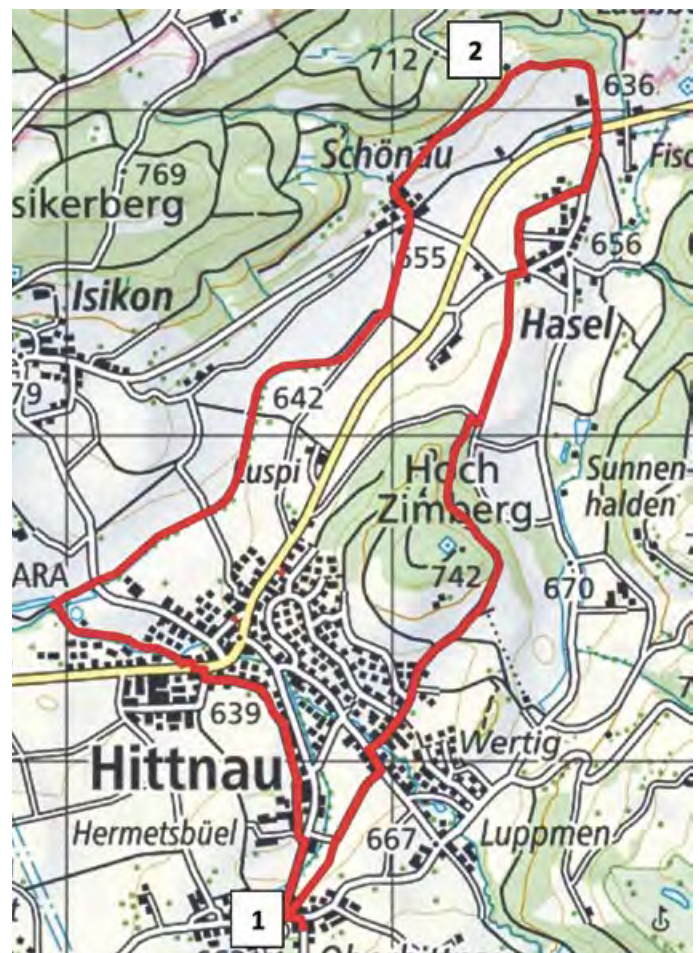 2
712
636
Schönau
769
sikerberg
656
655
Isikon
Hasel
79
642
Luspi
Hoch
Zimberg
Sunnen-
halden
ARA
742
670
639
Wertig
Hittnau
Hermetsbüel
667
Luppmen
1